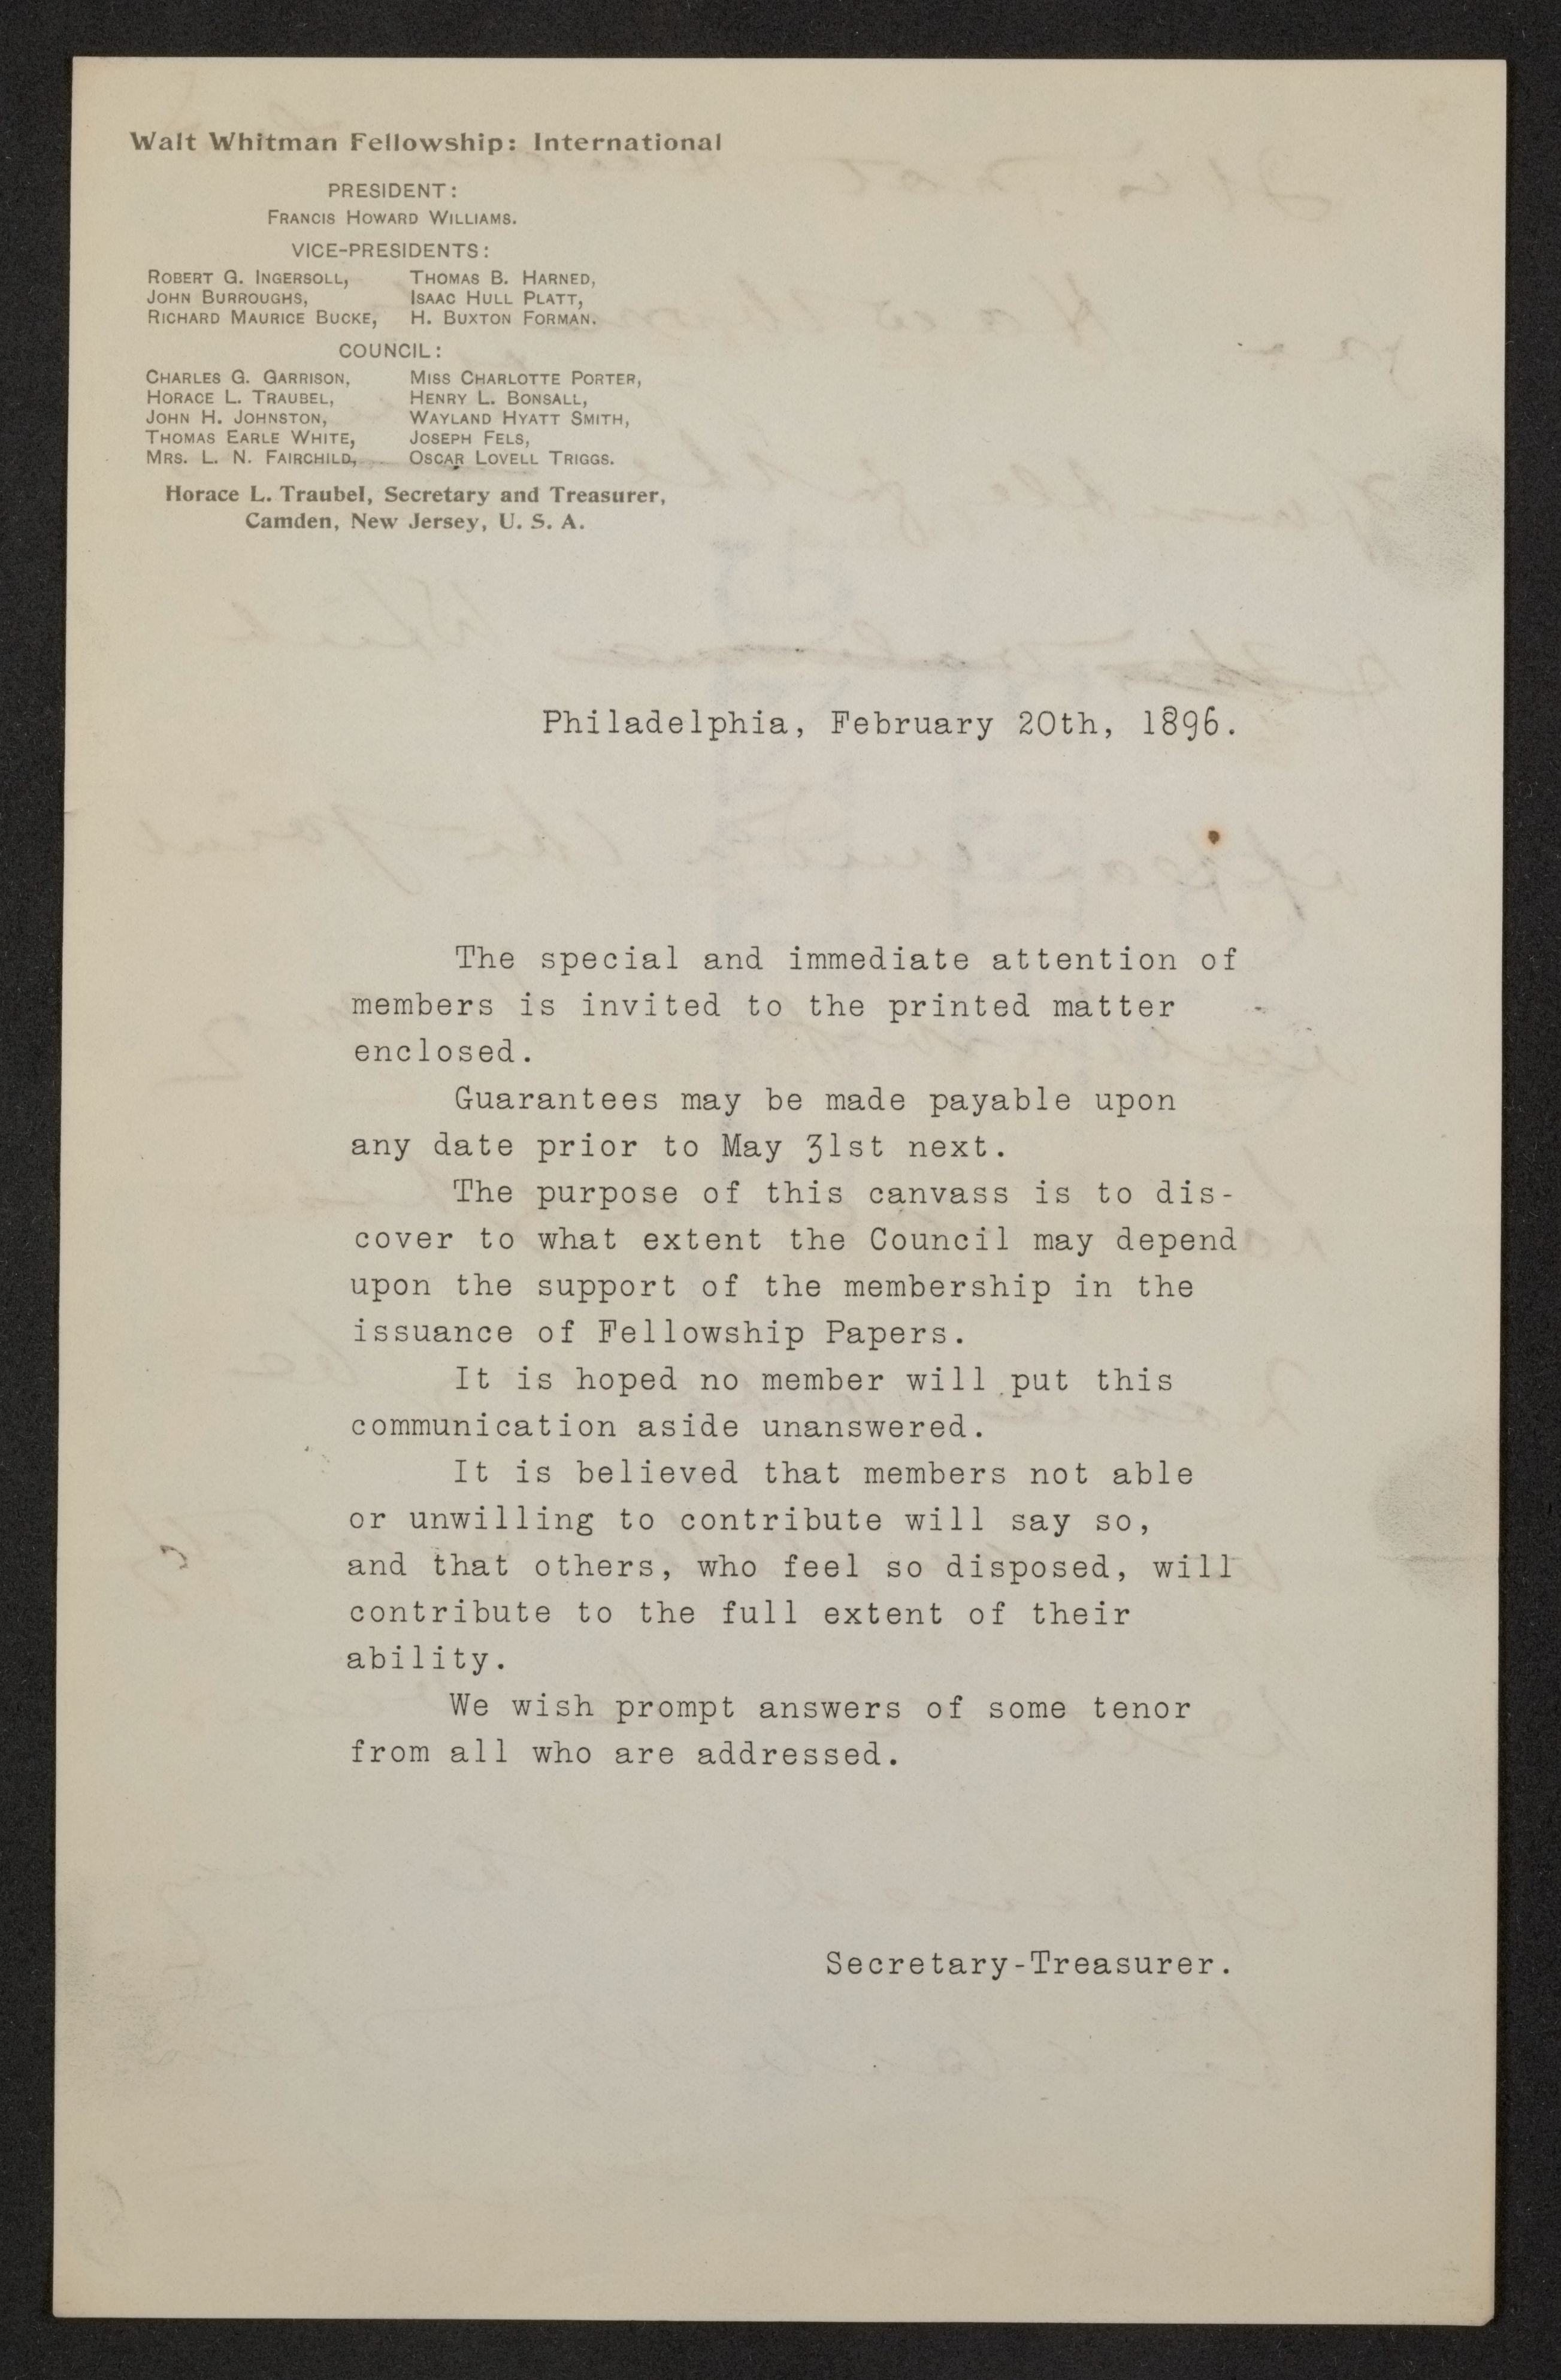 Walt Whitman Fellowship: International
PRESIDENT:
FRANCIS HOWARD WILLIAMS.
VICE-PRESIDENTS:
ROBERT G. INGERSOLL, THOMAS B. HARNED,
JOHN BURROUGHS, ISAAC HULL PLATT,
RICHARD MAURICE BUCKE, H. BUXTON FORMAN.
COUNCIL:
CHARLES G. GARRISON, MISS CHARLOTTE PORTER,
HORACE L. TRAUBEL, HENRY L. BONSALL,
JOHN H. JOHNSTON, WAYLAND HYATT SMITH,
THOMAS EARLE WHITE, JOSEPH FELS,
MRS. L. N. FAIRCHILD, OSCAR LOVELL TRIGGS.
Horace L. Traubel, Secretary and Treasurer,
Camden, New Jersey, U. S. A.
Philadelphia, February 20th, 1896.
The special and immediate attention of
members is invited to the printed matter
enclosed.
Guarantees may be made payable upon
any date prior to May 31st next.
The purpose of this canvass is to dis-
cover to what extent the Council may depend
upon the support of the membership in the
issuance of Fellowship Papers.
It is hoped no member will put this
communication aside unanswered.
It is believed that members not able
or unwilling to contribute will say so,
and that others, who feel so disposed, will
contribute to the full extent of their
ability.
We wish prompt answers of some tenor
from all who are addressed.
Secretary-Treasurer.